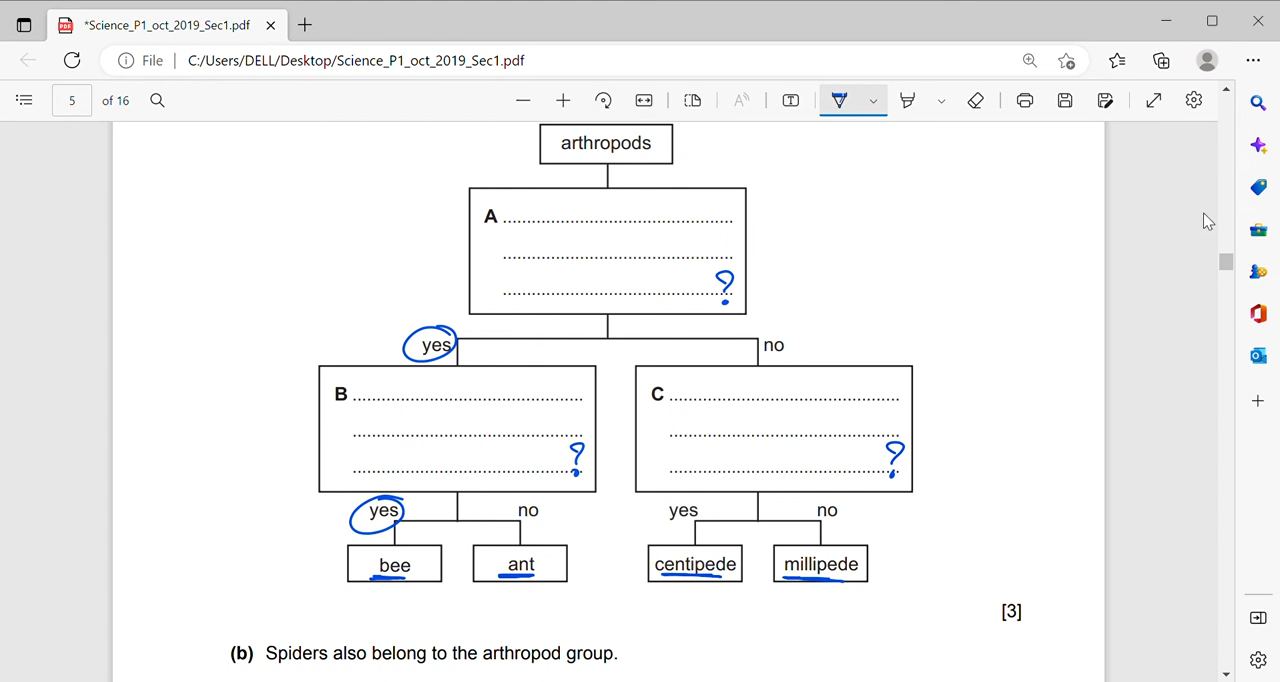 *Science_P1_oct_2019_Sec1.pdf
File C:/Users/DELL/Desktop/Science_P1_oct_2019_Sec1.pdf
5 of 16
arthropods
A ................................................
................................................
................................................ ?
yes no
B ................................................ C ................................................
................................................ ................................................
................................................ ? ................................................ ?
yes no yes no
bee ant centipede millipede
[3]
(b) Spiders also belong to the arthropod group.